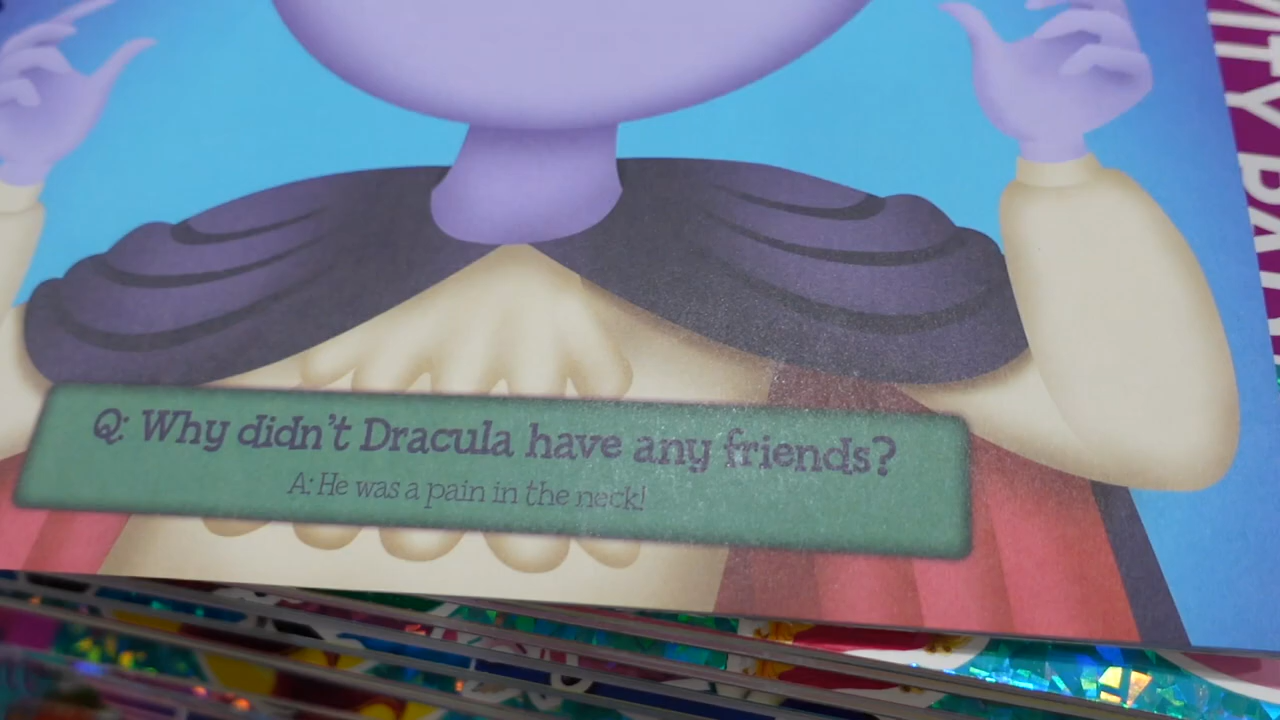 Q: Why didn't Dracula have any friends?
A: He was a pain in the neck!